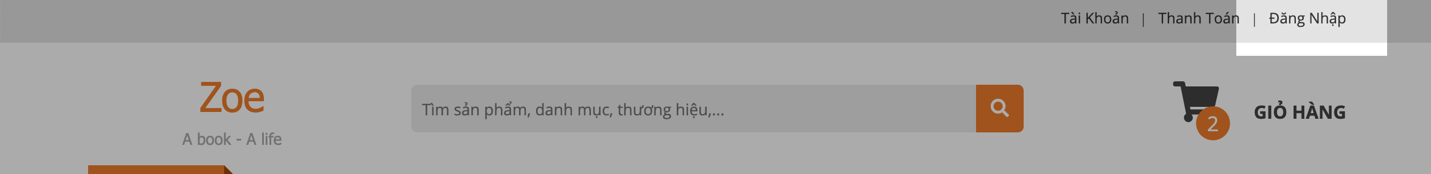 Tài Khoản | Thanh Toán | Đăng Nhập
Zoe
A book - A life
Tìm sản phẩm, danh mục, thương hiệu,...
2
GIỎ HÀNG